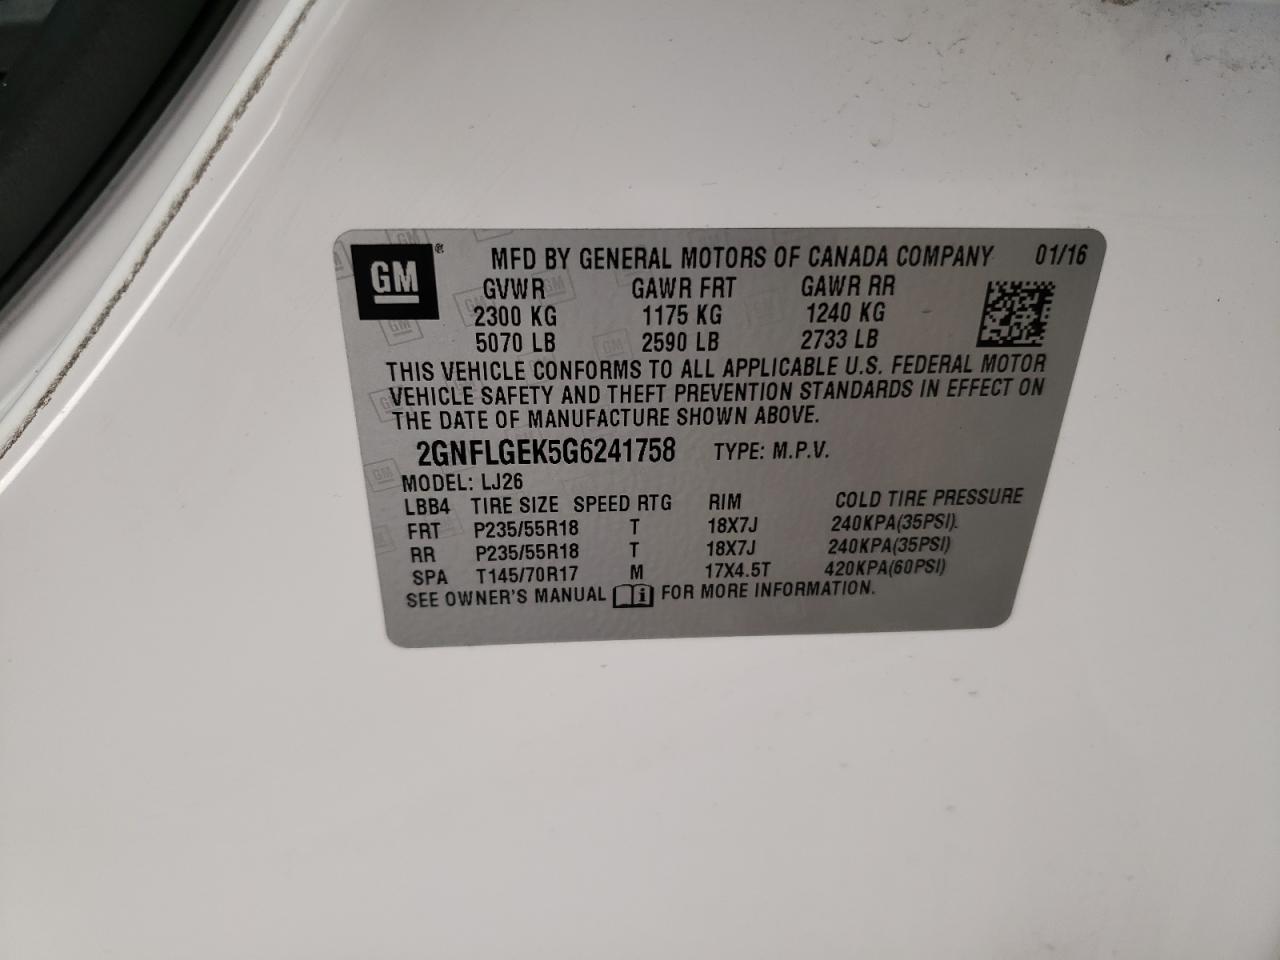 GM ® MFD BY GENERAL MOTORS OF CANADA COMPANY 01/16
GVWR GAWR FRT GAWR RR
2300 KG 1175 KG 1240 KG
5070 LB 2590 LB 2733 LB
THIS VEHICLE CONFORMS TO ALL APPLICABLE U.S. FEDERAL MOTOR
VEHICLE SAFETY AND THEFT PREVENTION STANDARDS IN EFFECT ON
THE DATE OF MANUFACTURE SHOWN ABOVE.
2GNFLGEK5G6241758 TYPE: M.P.V.
MODEL: LJ26
LBB4 TIRE SIZE SPEED RTG RIM COLD TIRE PRESSURE
FRT P235/55R18 T 18X7J 240KPA(35PSI)
RR P235/55R18 T 18X7J 240KPA(35PSI)
SPA T145/70R17 M 17X4.5T 420KPA(60PSI)
SEE OWNER'S MANUAL FOR MORE INFORMATION.